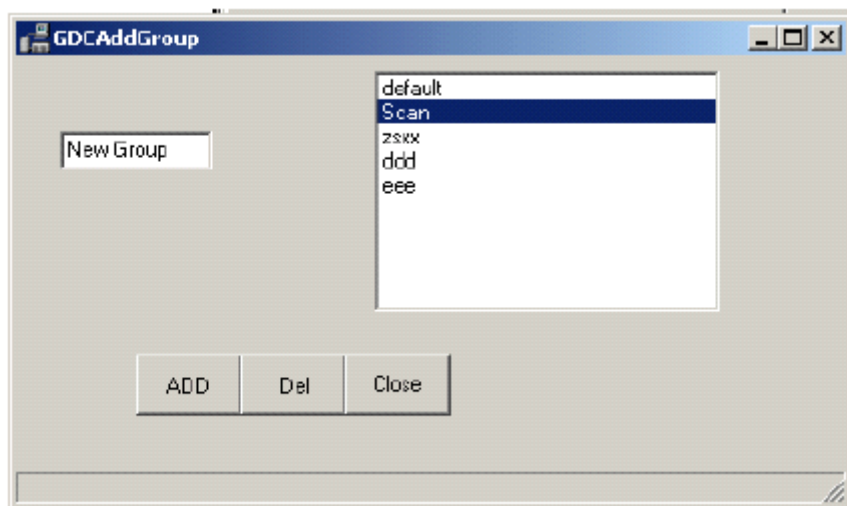 GDCAddGroup
New Group
default
Scan
zsxx
ddd
eee
ADD
Del
Close